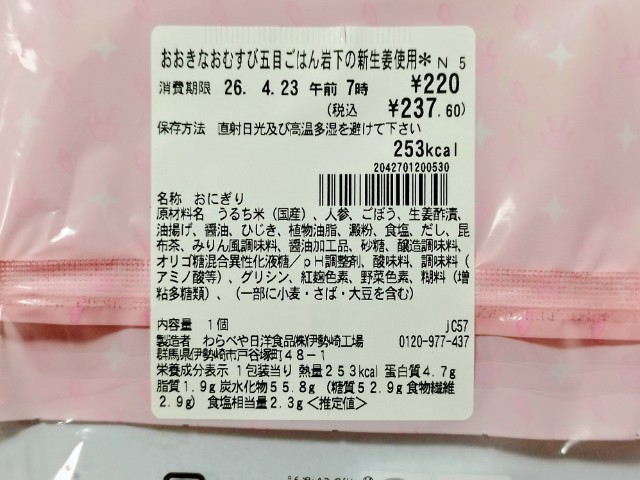 おおきなおむすび五目ごはん岩下の新生姜使用＊Ｎ 5
消費期限 26. 4.23 午前 7時 ¥220
(税込 ¥237.60)
保存方法 直射日光及び高温多湿を避けて下さい
253kcal
2042701200530
名称 おにぎり
原材料名 うるち米（国産）、人参、ごぼう、生姜酢漬、
油揚げ、醤油、ひじき、植物油脂、澱粉、食塩、だし、昆
布茶、みりん風調味料、醤油加工品、砂糖、醸造調味料、
オリゴ糖混合異性化液糖／ｐＨ調整剤、酸味料、調味料（
アミノ酸等）、グリシン、紅麹色素、野菜色素、糊料（増
粘多糖類）、（一部に小麦・さば・大豆を含む）
内容量 １個 jC57
製造者 わらべや日洋食品㈱伊勢崎工場 0120-977-437
群馬県伊勢崎市戸谷塚町４８－１
栄養成分表示 １包装当り 熱量２５３kcal 蛋白質４.７g
脂質１.９g 炭水化物５５.８g （糖質５２.９g 食物繊維
２.９g） 食塩相当量２.３g＜推定値＞